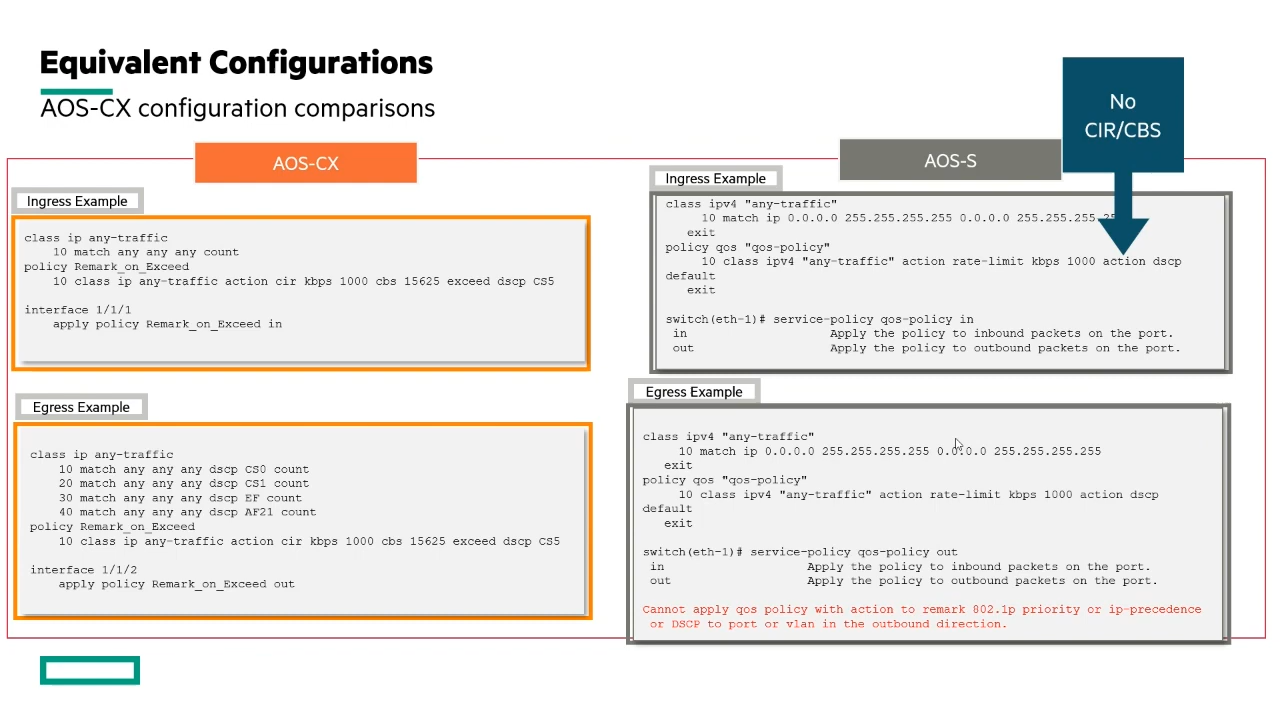 Equivalent Configurations
AOS-CX configuration comparisons
No
CIR/CBS
AOS-CX
Ingress Example
class ip any-traffic
10 match any any any count
policy Remark_on_Exceed
10 class ip any-traffic action cir kbps 1000 cbs 15625 exceed dscp CS5
interface 1/1/1
apply policy Remark_on_Exceed in
Egress Example
class ip any-traffic
10 match any any any dscp CS0 count
20 match any any any dscp CS1 count
30 match any any any dscp EF count
40 match any any any dscp AF21 count
policy Remark_on_Exceed
10 class ip any-traffic action cir kbps 1000 cbs 15625 exceed dscp CS5
interface 1/1/2
apply policy Remark_on_Exceed out
AOS-S
Ingress Example
class ipv4 "any-traffic"
10 match ip 0.0.0.0 255.255.255.255 0.0.0.0
exit
policy qos "qos-policy"
10 class ipv4 "any-traffic" action rate-limit kbps 1000 action dscp
default
exit
switch(eth-1)# service-policy qos-policy in
in Apply the policy to inbound packets on the port.
out Apply the policy to outbound packets on the port.
Egress Example
class ipv4 "any-traffic"
10 match ip 0.0.0.0 255.255.255.255 0.0.0.0 255.255.255.255
exit
policy qos "qos-policy"
10 class ipv4 "any-traffic" action rate-limit kbps 1000 action dscp
default
exit
switch(eth-1)# service-policy qos-policy out
in Apply the policy to inbound packets on the port.
out Apply the policy to outbound packets on the port.
Cannot apply qos policy with action to remark 802.1p priority or ip-precedence
or DSCP to port or vlan in the outbound direction.